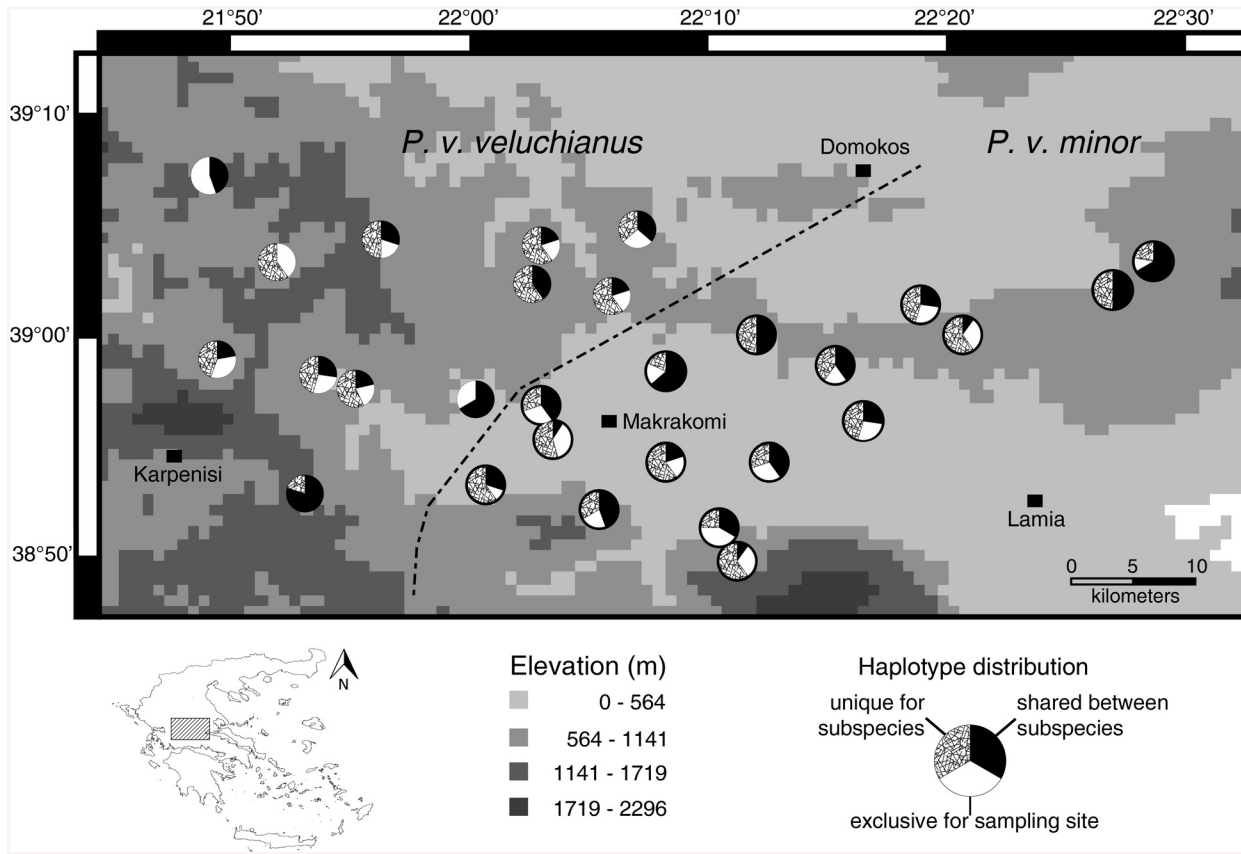 21°50’ 22°00’ 22°10’ 22°20’ 22°30’
39°10’
39°00’
38°50’
P. v. veluchianus
P. v. minor
Domokos
Makrakomi
Karpenisi
Lamia
0 5 10
kilometers
N
Elevation (m)
0 - 564
564 - 1141
1141 - 1719
1719 - 2296
Haplotype distribution
unique for
subspecies
shared between
subspecies
exclusive for sampling site